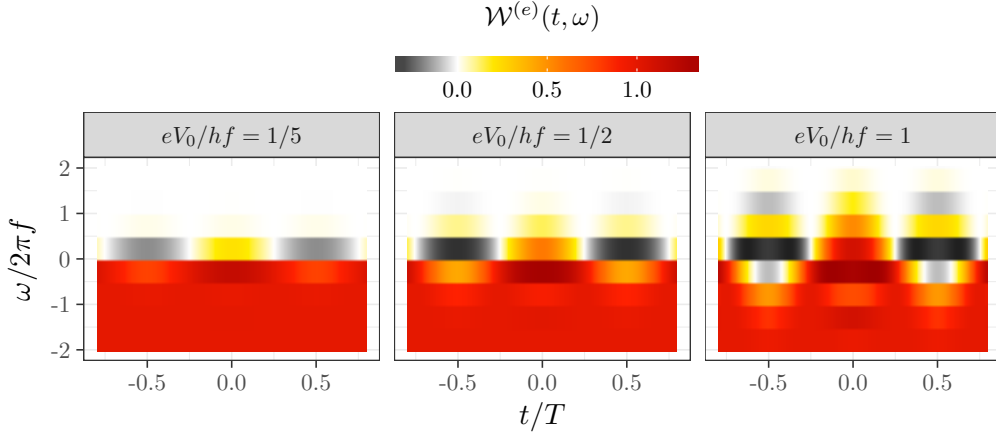 𝒲^{(e)}(t, ω)
0.0 0.5 1.0
eV_0/hf = 1/5 eV_0/hf = 1/2 eV_0/hf = 1
2
1
0
-1
-2
ω/2πf
-0.5 0.0 0.5 -0.5 0.0 0.5 -0.5 0.0 0.5
t/T